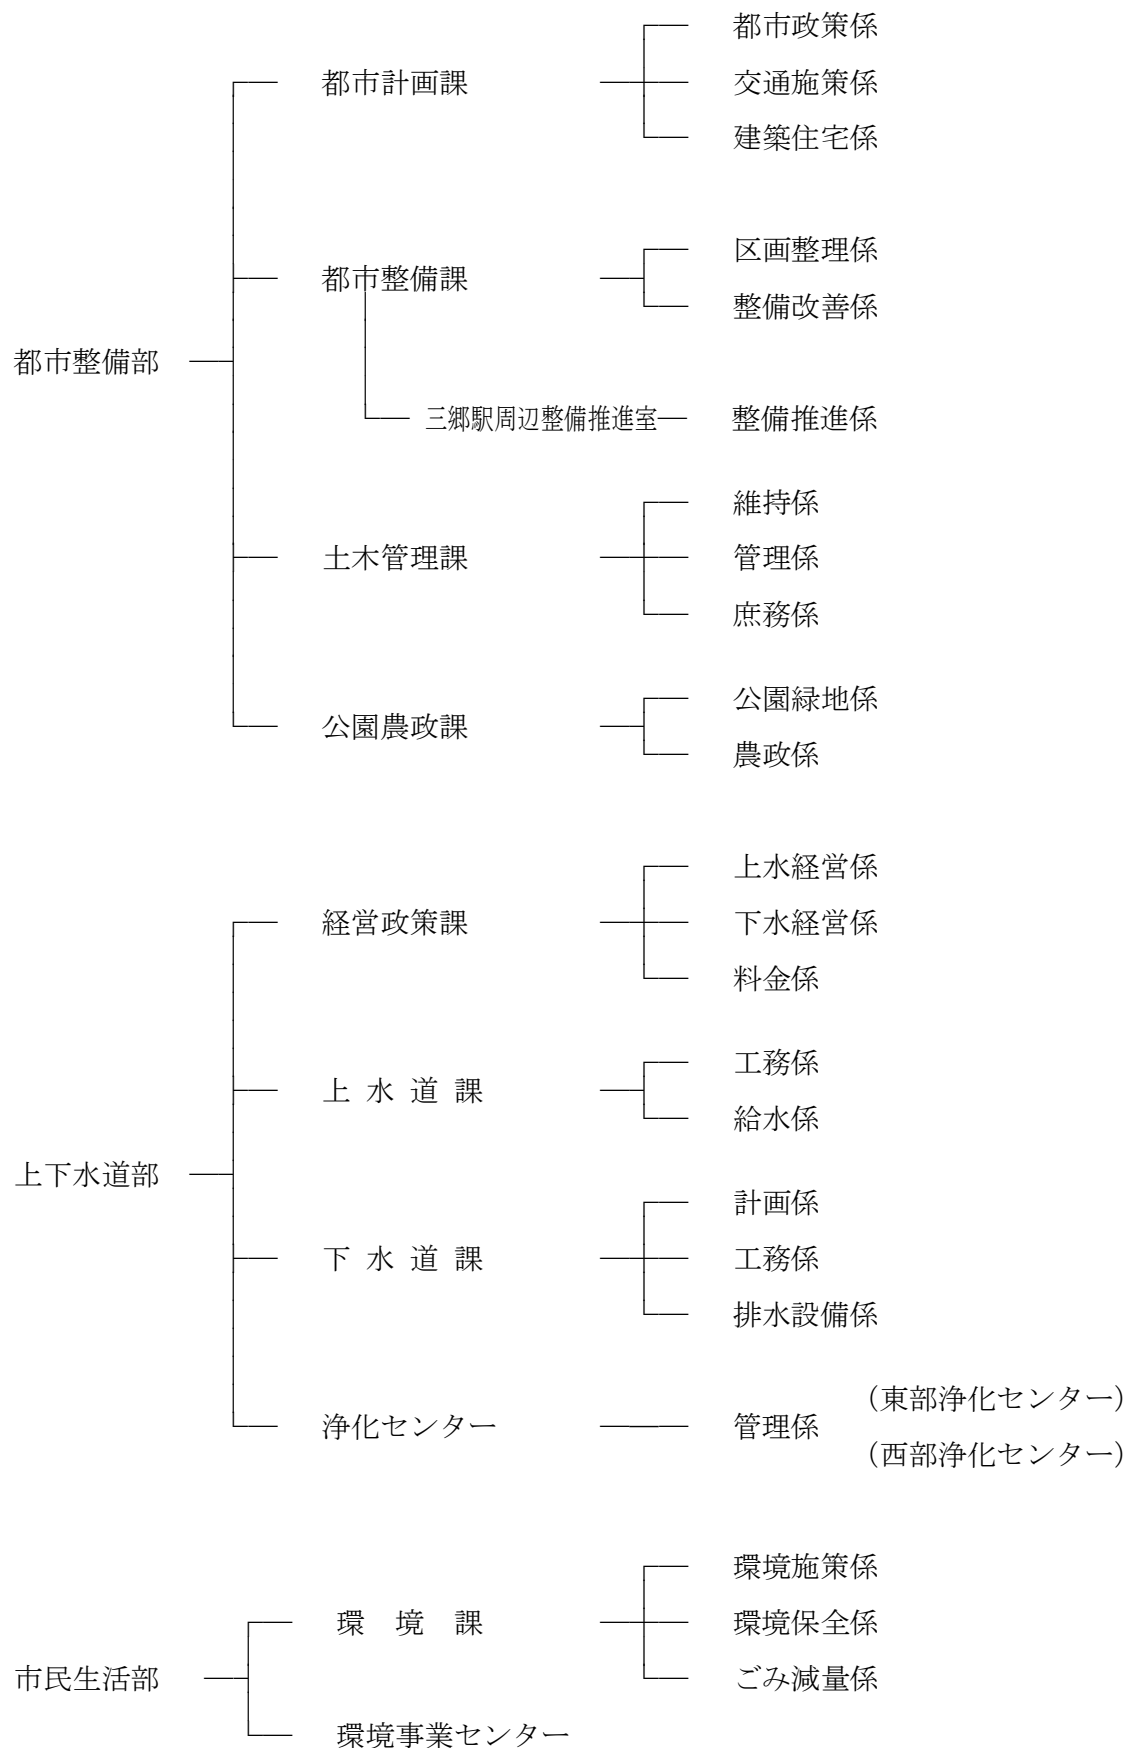 都市政策係
都市計画課
交通施策係
建築住宅係
区画整理係
都市整備課
整備改善係
都市整備部
三郷駅周辺整備推進室
整備推進係
維持係
土木管理課
管理係
庶務係
公園緑地係
公園農政課
農政係
上水経営係
経営政策課
下水経営係
料金係
工務係
上 水 道 課
給水係
上下水道部
計画係
下 水 道 課
工務係
排水設備係
（東部浄化センター）
浄化センター
管理係
（西部浄化センター）
環境施策係
環 境 課
環境保全係
市民生活部
ごみ減量係
環境事業センター